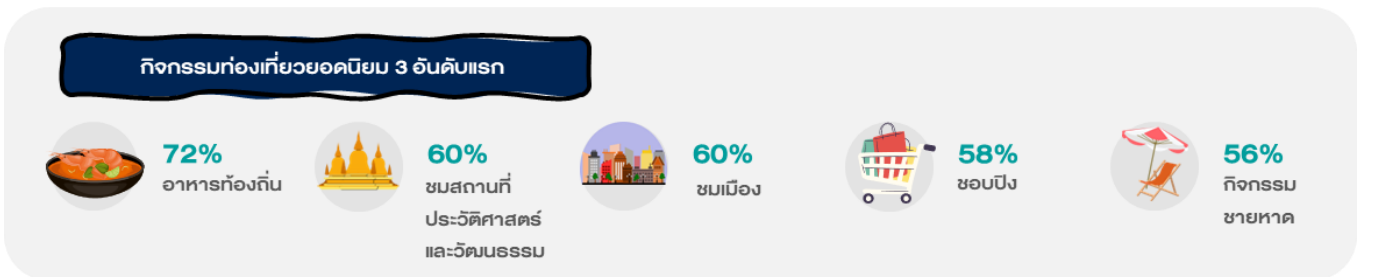 กิจกรรมท่องเที่ยวยอดนิยม 3 อันดับแรก
72%
อาหารท้องถิ่น
60%
ชมสถานที่
ประวัติศาสตร์
และวัฒนธรรม
60%
ชมเมือง
58%
ชอบปิง
56%
กิจกรรม
ชายหาด